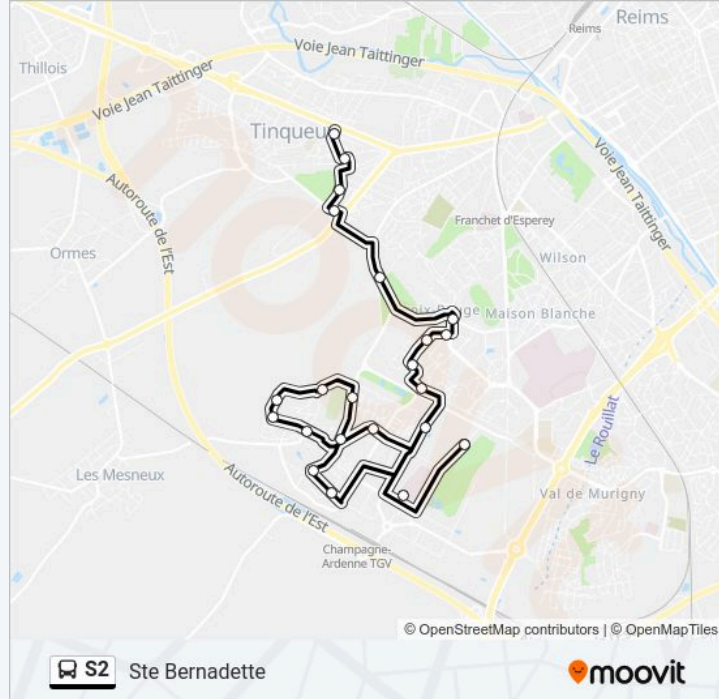 Reims
Reims
Voie Jean Taittinger
Thillois
Voie Jean Taittinger
Tinqueu
Voie Jean Taittinger
Autoroute de l'Est
Franchet d'Esperey
Ormes
Wilson
Maison Blanche
Le Rouillat
Les Mesneux
Autoroute de l'Est
Val de Murigny
Champagne-
Ardenne TGV
© OpenStreetMap contributors | © OpenMapTiles
S2 Ste Bernadette
moovit